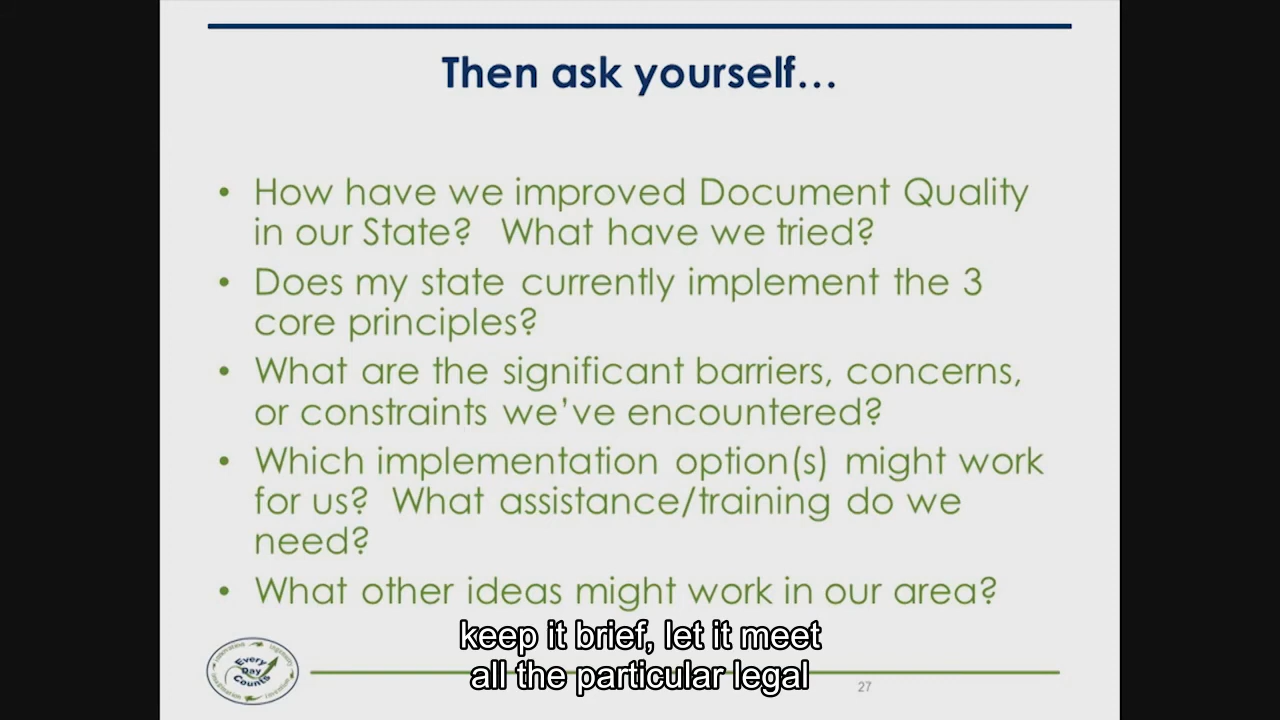 Then ask yourself…
• How have we improved Document Quality
in our State? What have we tried?
• Does my state currently implement the 3
core principles?
• What are the significant barriers, concerns,
or constraints we've encountered?
• Which implementation option(s) might work
for us? What assistance/training do we
need?
• What other ideas might work in our area?
keep it brief, let it meet
all the particular legal
Every
Day
Counts
27